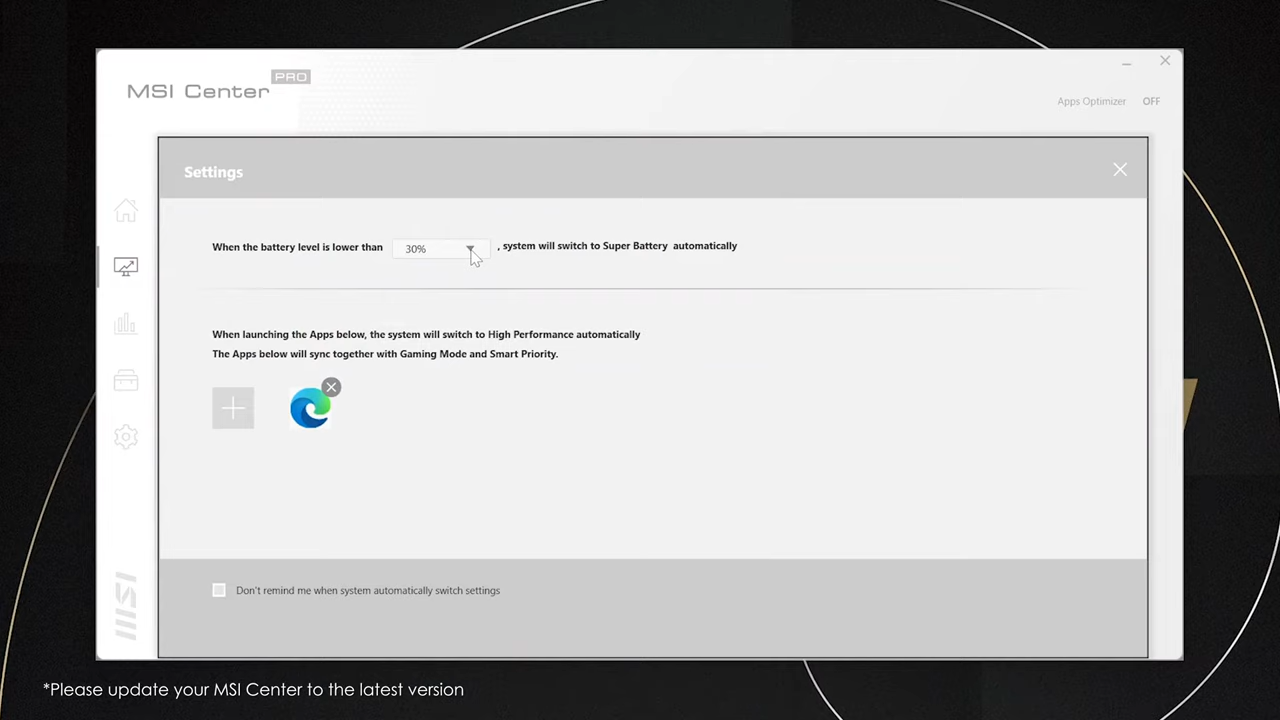 MSI Center PRO
Apps Optimizer OFF
Settings
When the battery level is lower than 30% , system will switch to Super Battery automatically
When launching the Apps below, the system will switch to High Performance automatically
The Apps below will sync together with Gaming Mode and Smart Priority.
Don't remind me when system automatically switch settings
msi
*Please update your MSI Center to the latest version